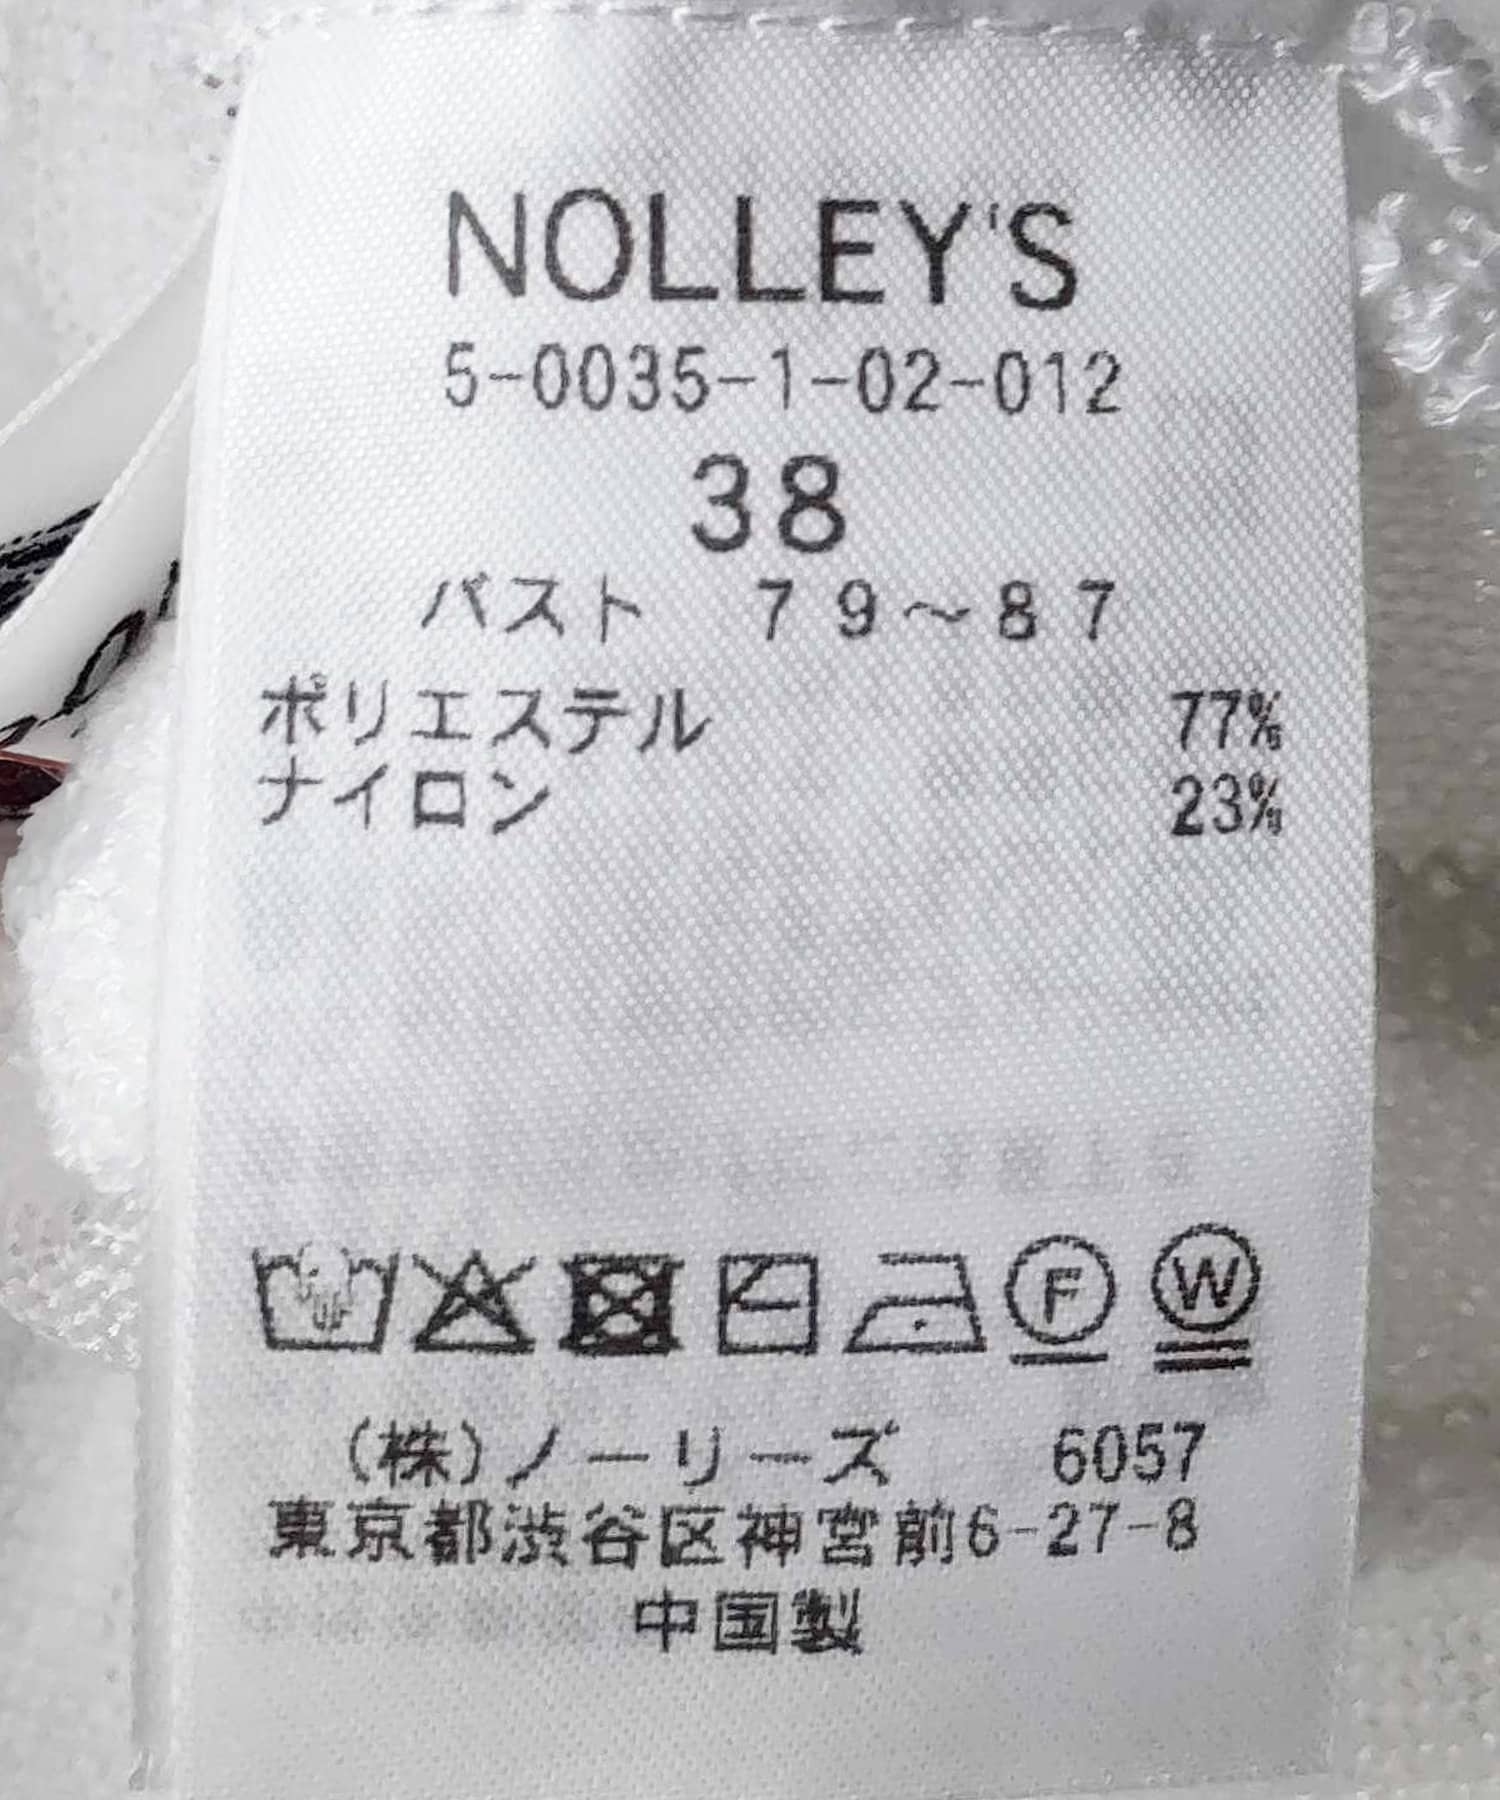 NOLLEY'S
5-0035-1-02-012
38
バスト 79～87
ポリエステル 77%
ナイロン 23%
F W
(株)ノーリーズ 6057
東京都渋谷区神宮前6-27-8
中国製